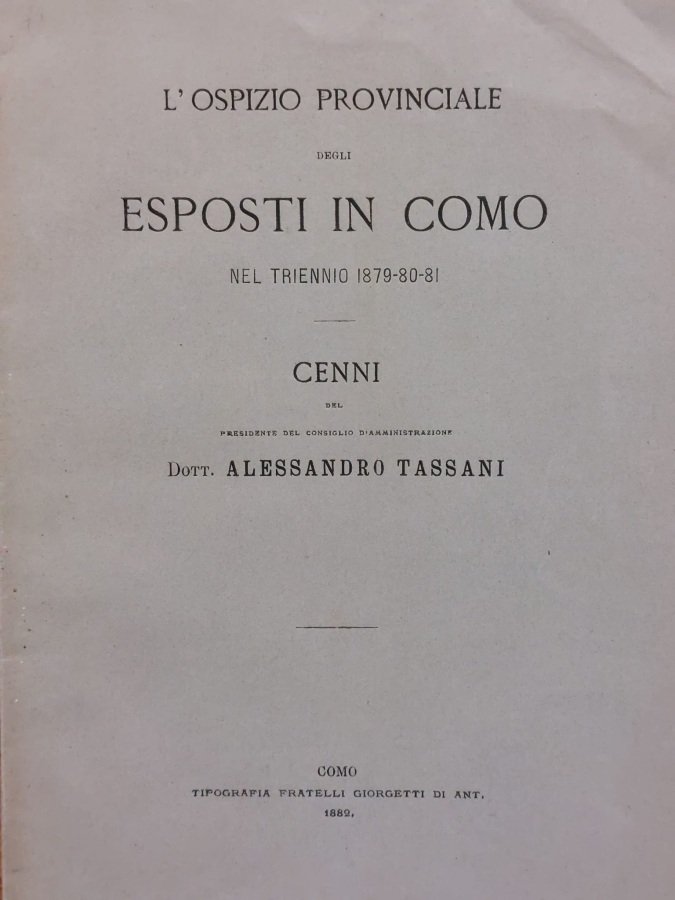 L' OSPIZIO PROVINCIALE
DEGLI
ESPOSTI IN COMO
NEL TRIENNIO 1879-80-81
CENNI
DEL
PRESIDENTE DEL CONSIGLIO D'AMMINISTRAZIONE
DOTT. ALESSANDRO TASSANI
COMO
TIPOGRAFIA FRATELLI GIORGETTI DI ANT.
1882.